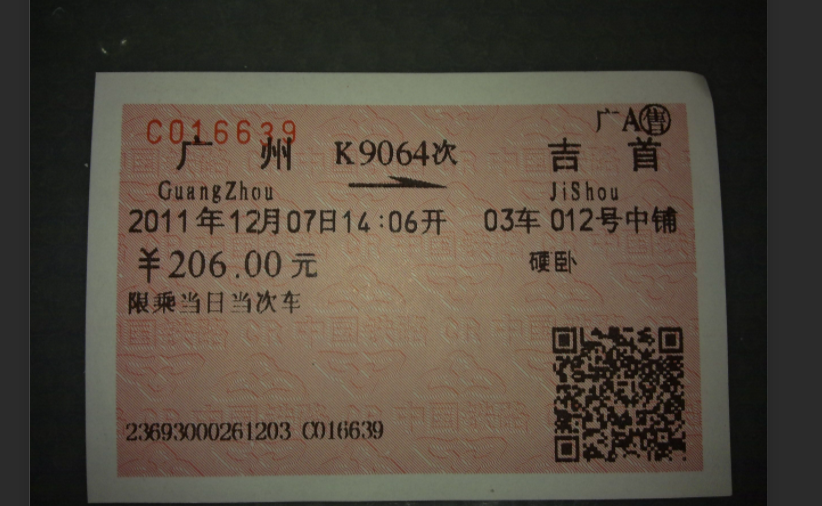 C016639
广A售
广州 K9064次 吉首
GuangZhou JiShou
2011年12月07日14:06开 03车 012号中铺
¥206.00元 硬卧
限乘当日当次车
23693000261203 C016639